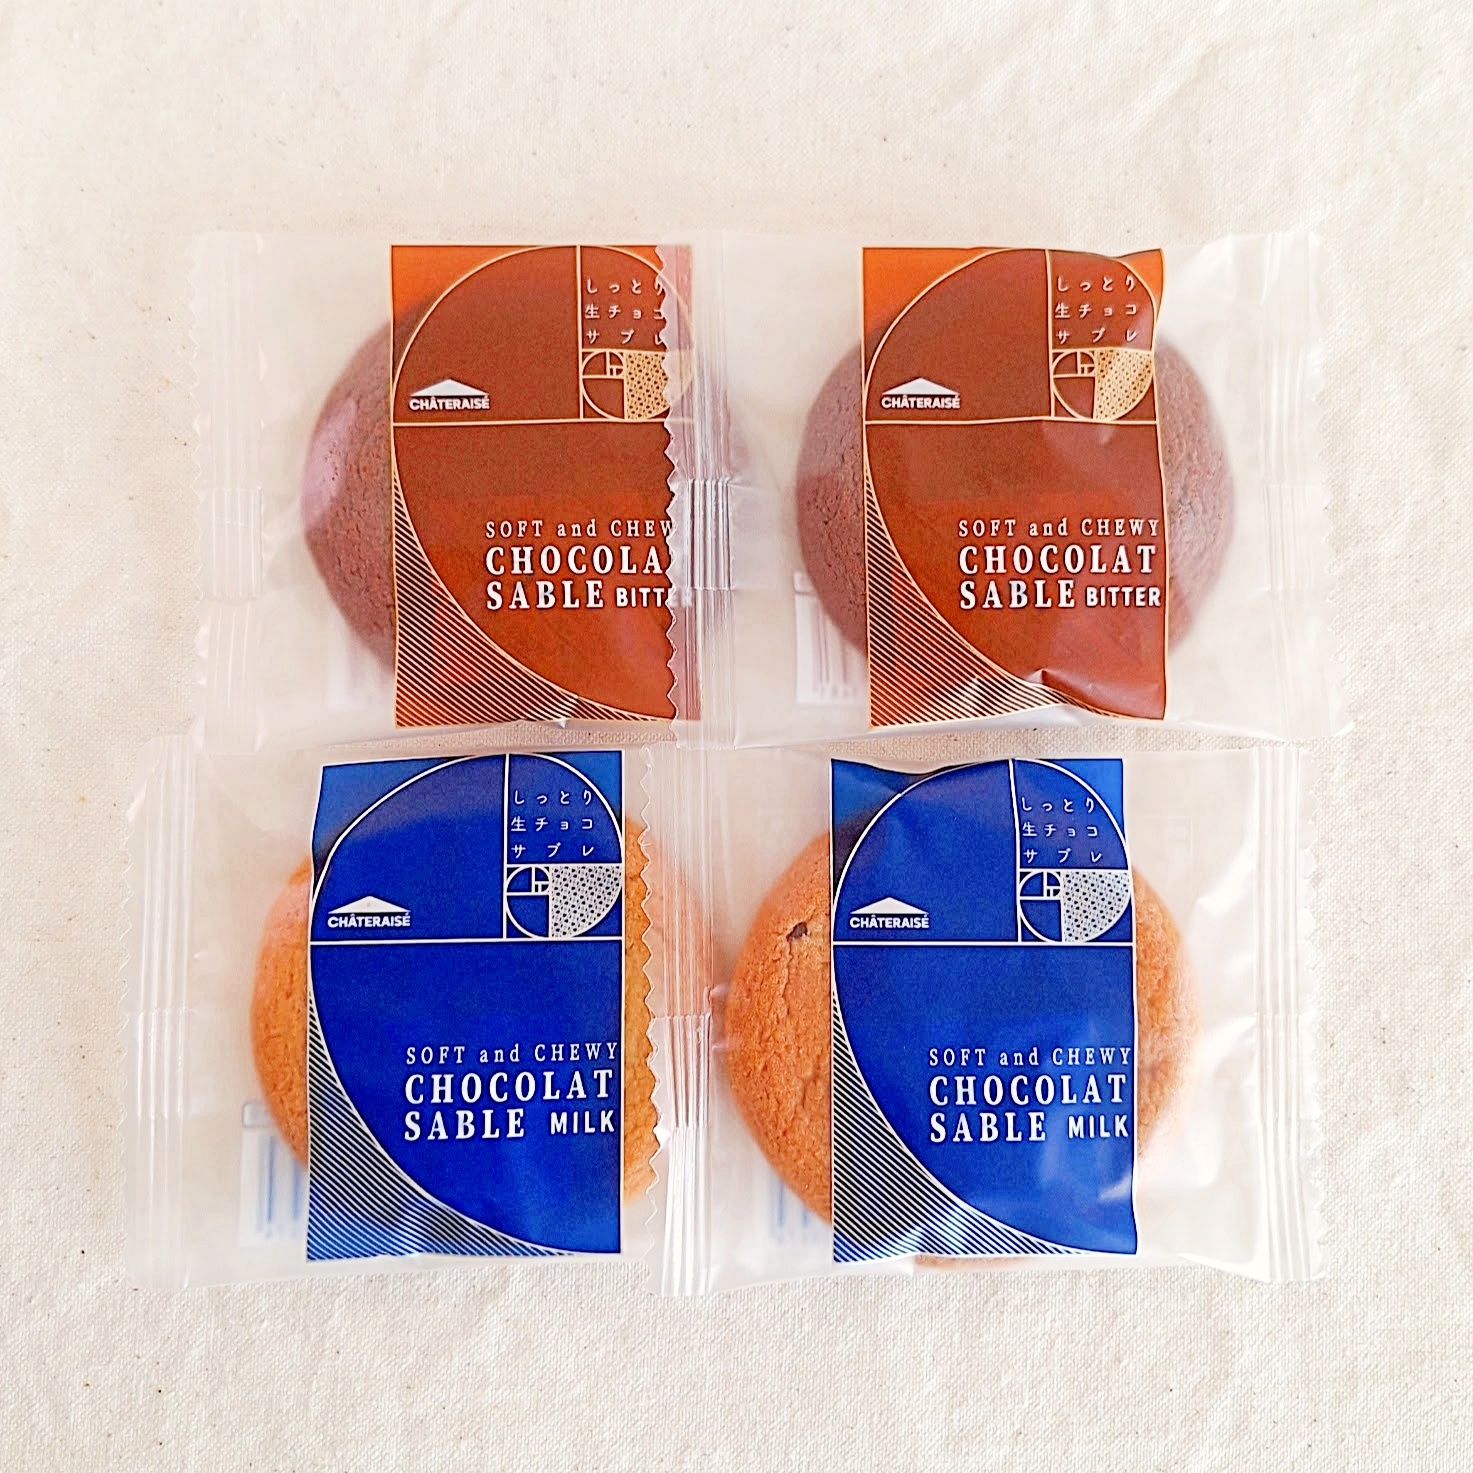 しっとり
生チョコ
サブレ
CHÂTERAISÉ
SOFT and CHEW
CHOCOLA
SABLE BITT
しっとり
生チョコ
サブレ
CHÂTERAISÉ
SOFT and CHEWY
CHOCOLAT
SABLE BITTER
しっとり
生チョコ
サブレ
CHÂTERAISÉ
SOFT and CHEWY
CHOCOLAT
SABLE MILK
しっとり
生チョコ
サブレ
CHÂTERAISÉ
SOFT and CHEWY
CHOCOLAT
SABLE MILK